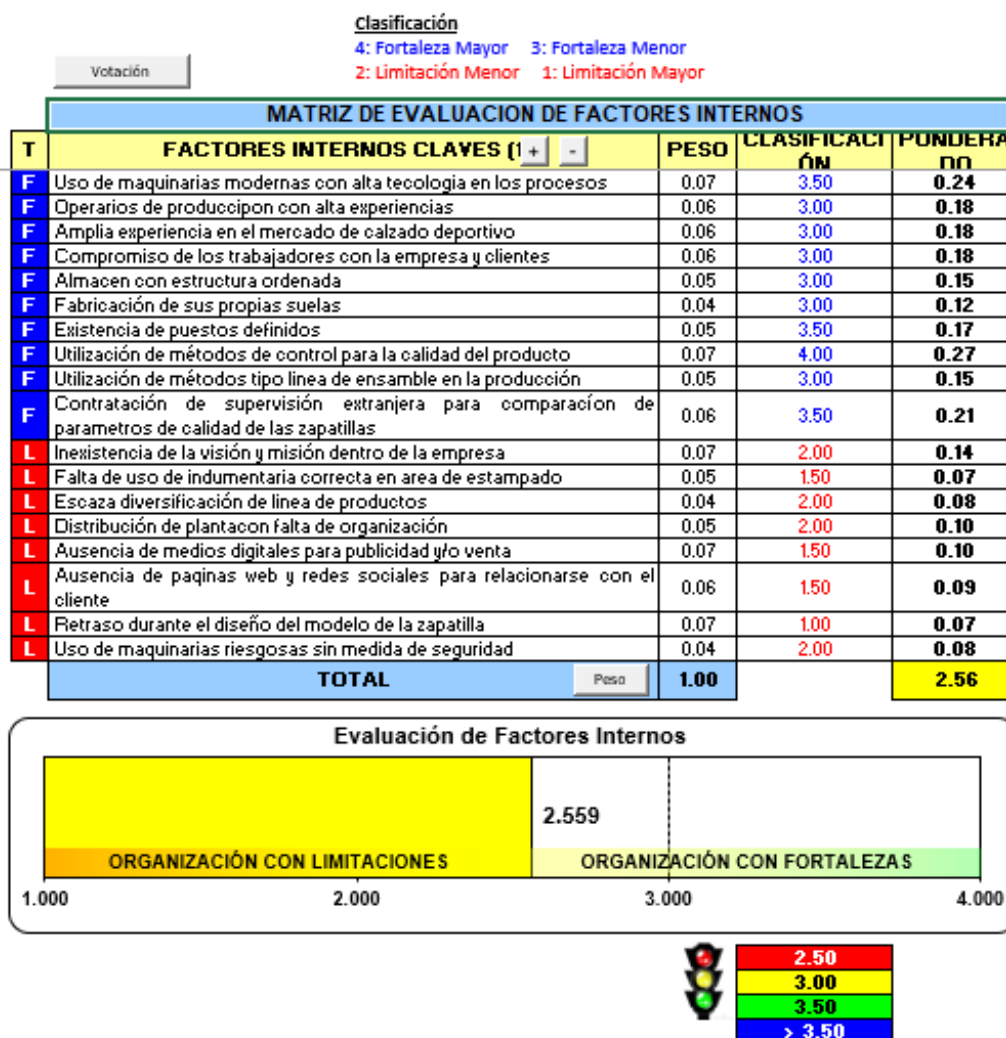 Clasificación
4: Fortaleza Mayor 3: Fortaleza Menor
2: Limitación Menor 1: Limitación Mayor
Votación
MATRIZ DE EVALUACION DE FACTORES INTERNOS
T FACTORES INTERNOS CLAVES (1 + - PESO CLASIFICACIÓN PONDERADO
F Uso de maquinarias modernas con alta tecologia en los procesos 0.07 3.50 0.24
F Operarios de produccipon con alta experiencias 0.06 3.00 0.18
F Amplia experiencia en el mercado de calzado deportivo 0.06 3.00 0.18
F Compromiso de los trabajadores con la empresa y clientes 0.06 3.00 0.18
F Almacen con estructura ordenada 0.05 3.00 0.15
F Fabricación de sus propias suelas 0.04 3.00 0.12
F Existencia de puestos definidos 0.05 3.50 0.17
F Utilización de métodos de control para la calidad del producto 0.07 4.00 0.27
F Utilización de métodos tipo linea de ensamble en la producción 0.05 3.00 0.15
F Contratación de supervisión extranjera para comparacíon de
parametros de calidad de las zapatillas 0.06 3.50 0.21
L Inexistencia de la visión y misión dentro de la empresa 0.07 2.00 0.14
L Falta de uso de indumentaria correcta en area de estampado 0.05 1.50 0.07
L Escaza diversificación de linea de productos 0.04 2.00 0.08
L Distribución de plantacon falta de organización 0.05 2.00 0.10
L Ausencia de medios digitales para publicidad y/o venta 0.07 1.50 0.10
L Ausencia de paginas web y redes sociales para relacionarse con el
cliente 0.06 1.50 0.09
L Retraso durante el diseño del modelo de la zapatilla 0.07 1.00 0.07
L Uso de maquinarias riesgosas sin medida de seguridad 0.04 2.00 0.08
TOTAL Peso 1.00 2.56
Evaluación de Factores Internos
2.559
ORGANIZACIÓN CON LIMITACIONES ORGANIZACIÓN CON FORTALEZAS
1.000 2.000 3.000 4.000
2.50
3.00
3.50
> 3.50